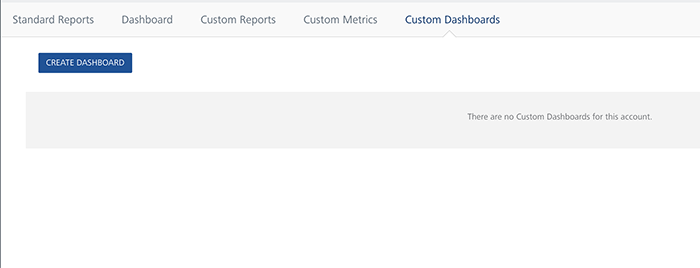 Standard Reports Dashboard Custom Reports Custom Metrics Custom Dashboards
CREATE DASHBOARD
There are no Custom Dashboards for this account.